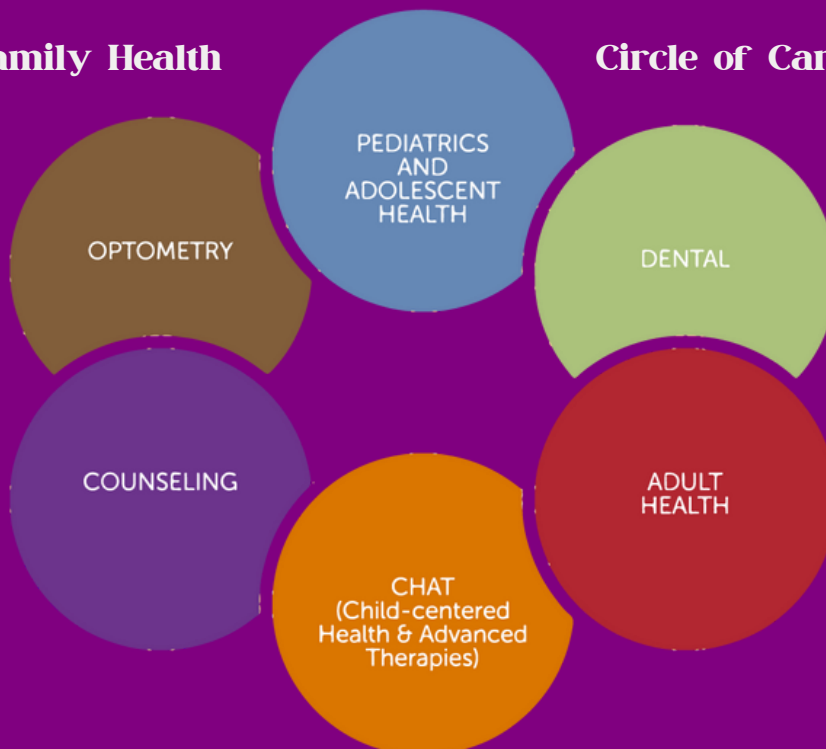 amily Health
Circle of Car
PEDIATRICS
AND
ADOLESCENT
HEALTH
OPTOMETRY
DENTAL
COUNSELING
ADULT
HEALTH
CHAT
(Child-centered
Health & Advanced
Therapies)